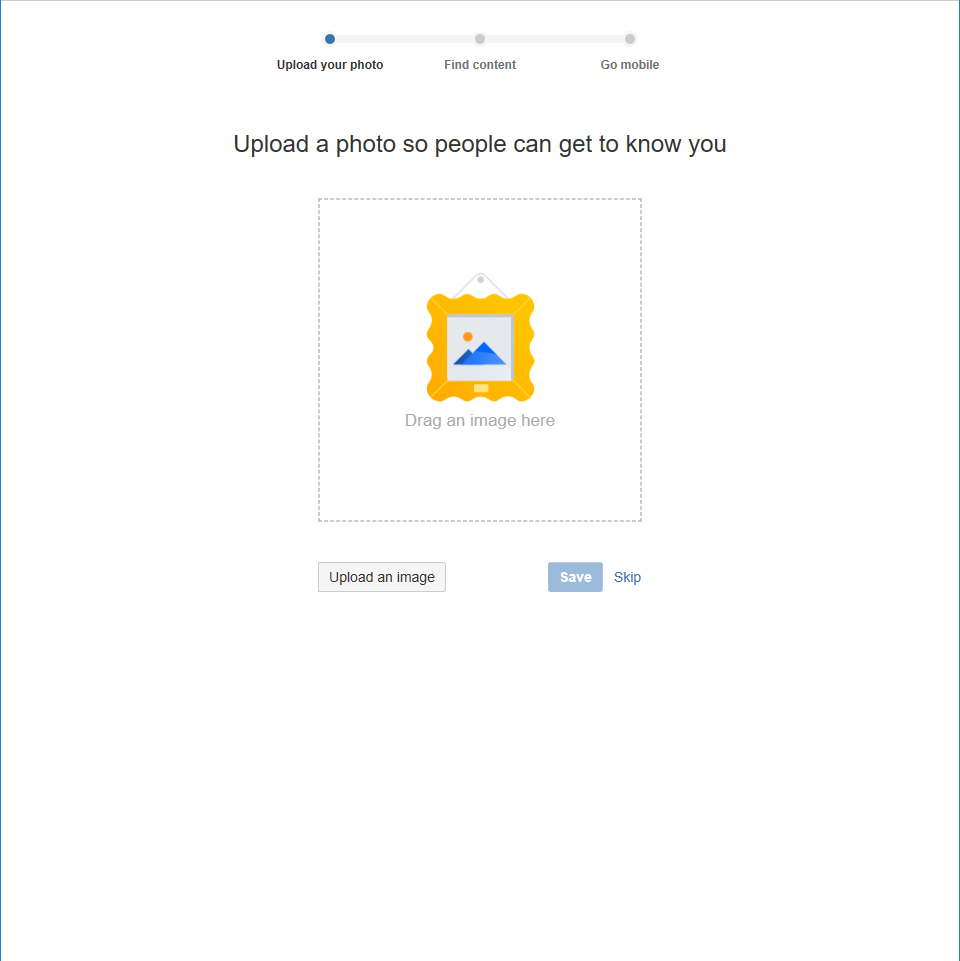 Upload your photo Find content Go mobile
Upload a photo so people can get to know you
Drag an image here
Upload an image Save Skip